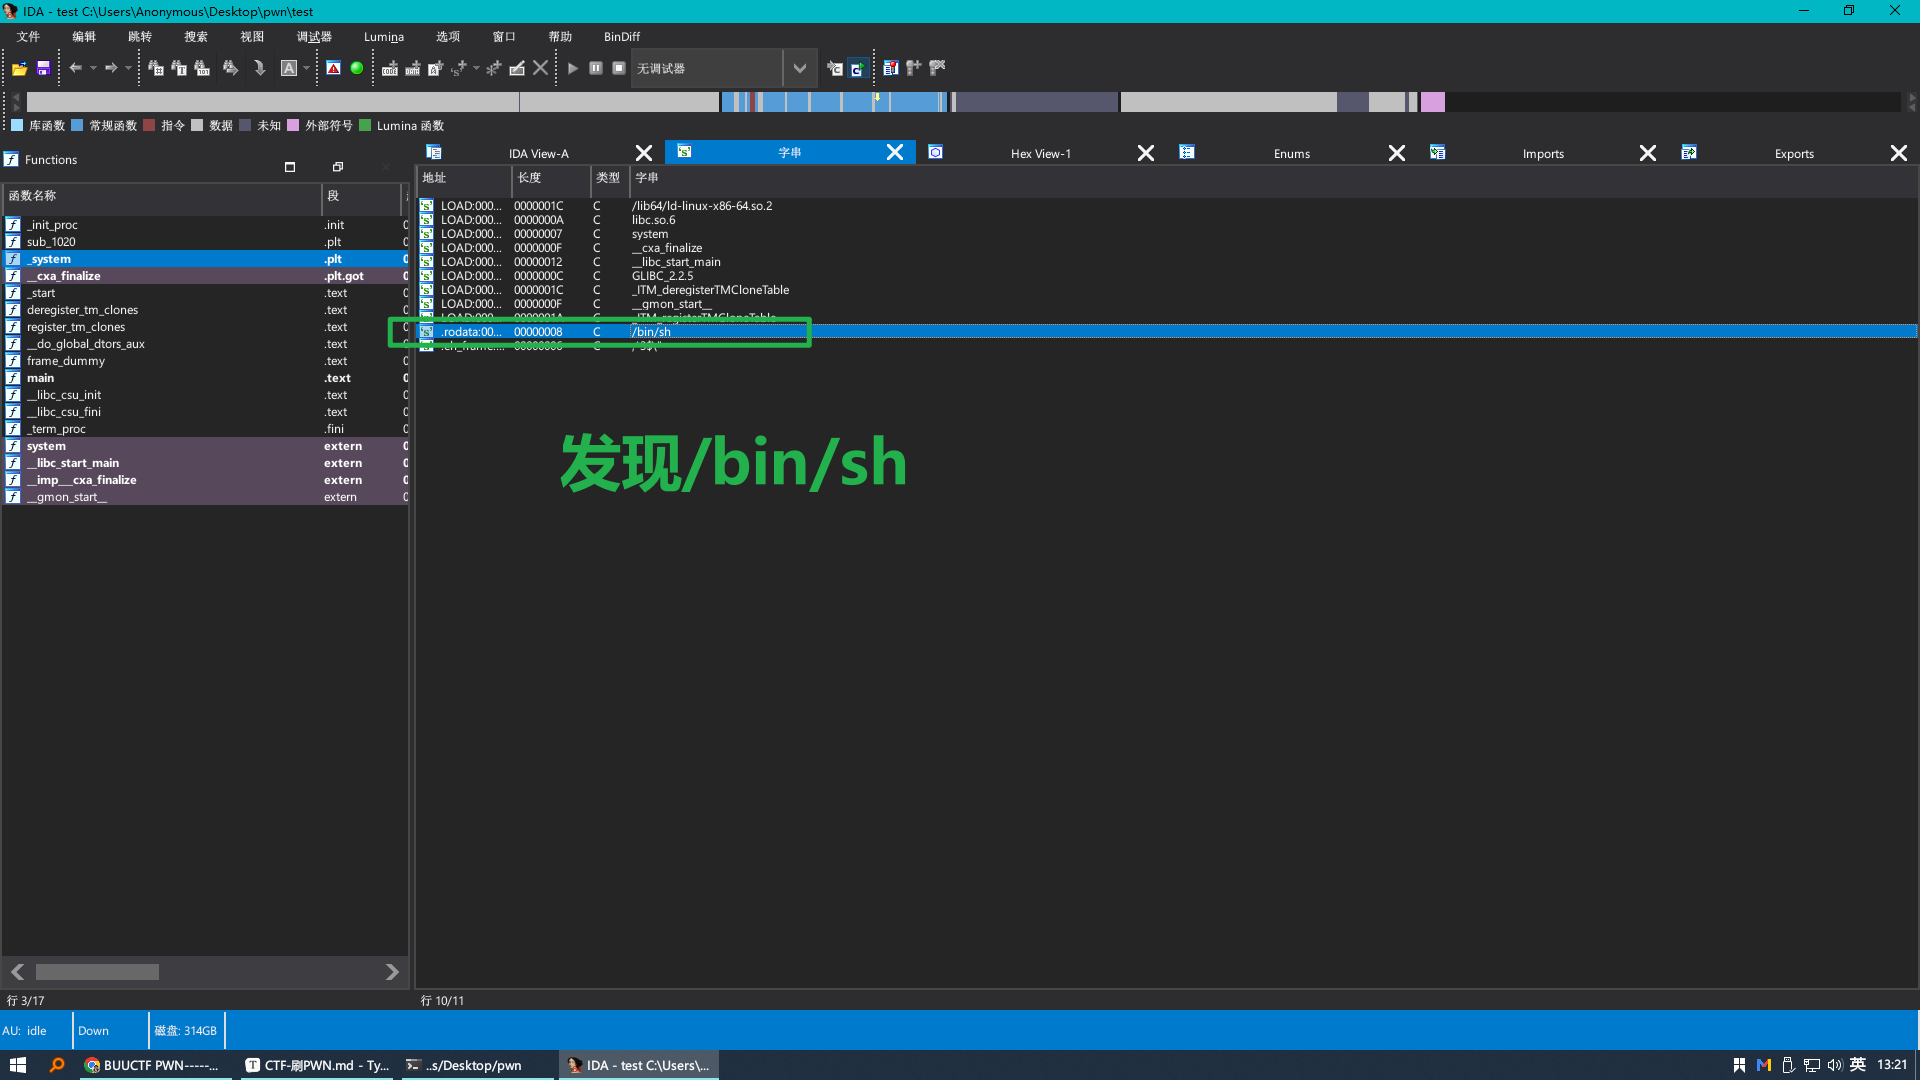 IDA - test C:\Users\Anonymous\Desktop\pwn\test
文件 编辑 跳转 搜索 视图 调试器 Lumina 选项 窗口 帮助 BinDiff
无调试器
库函数 常规函数 指令 数据 未知 外部符号 Lumina 函数
Functions
IDA View-A 字串 Hex View-1 Enums Imports Exports
函数名称 段
_init_proc .init
sub_1020 .plt
_system .plt
__cxa_finalize .plt.got
_start .text
deregister_tm_clones .text
register_tm_clones .text
__do_global_dtors_aux .text
frame_dummy .text
main .text
__libc_csu_init .text
__libc_csu_fini .text
_term_proc .fini
system extern
__libc_start_main extern
__imp___cxa_finalize extern
__gmon_start__ extern
行 3/17
地址 长度 类型 字串
LOAD:000... 0000001C C /lib64/ld-linux-x86-64.so.2
LOAD:000... 0000000A C libc.so.6
LOAD:000... 00000007 C system
LOAD:000... 0000000F C __cxa_finalize
LOAD:000... 00000012 C __libc_start_main
LOAD:000... 0000000C C GLIBC_2.2.5
LOAD:000... 0000001C C _ITM_deregisterTMCloneTable
LOAD:000... 0000000F C __gmon_start__
LOAD:000... 0000001A C _ITM_registerTMCloneTable
.rodata:00... 00000008 C /bin/sh
.eh_frame:... 00000006 C
发现/bin/sh
行 10/11
AU: idle Down 磁盘: 314GB
BUUCTF PWN-----... CTF-刷PWN.md - Ty... ..s/Desktop/pwn IDA - test C:\Users\... 英 13:21